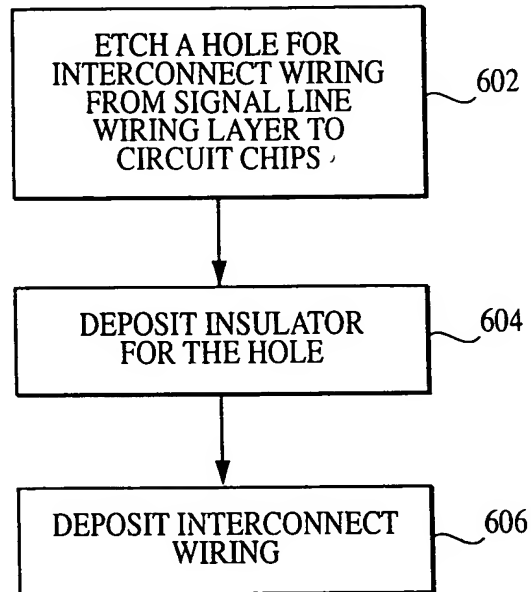 ETCH A HOLE FOR
INTERCONNECT WIRING
FROM SIGNAL LINE
WIRING LAYER TO
CIRCUIT CHIPS
602
DEPOSIT INSULATOR
FOR THE HOLE
604
DEPOSIT INTERCONNECT
WIRING
606